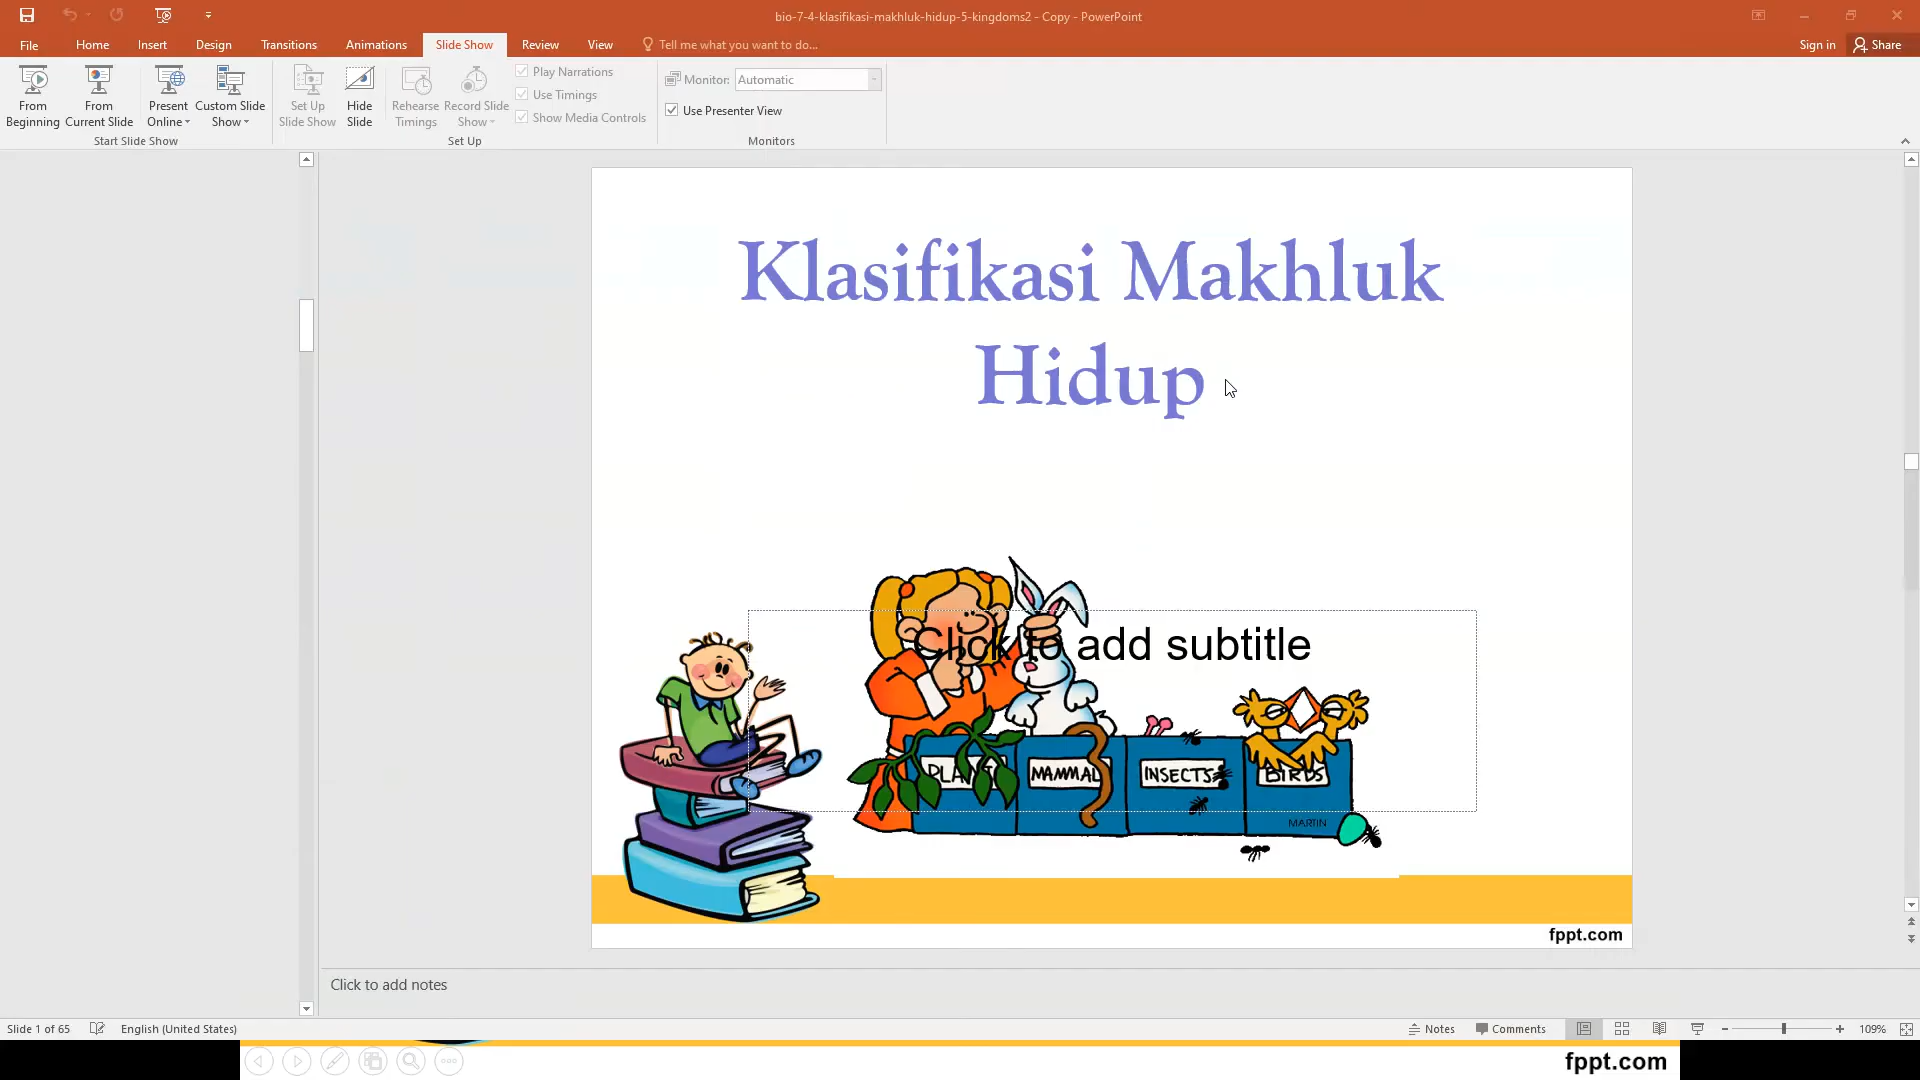 bio-7-4-klasifikasi-makhluk-hidup-5-kingdoms2 - Copy - PowerPoint
File Home Insert Design Transitions Animations Slide Show Review View Tell me what you want to do... Sign in Share
From Beginning
From Current Slide
Present Online
Custom Slide Show
Set Up Slide Show
Hide Slide
Rehearse Timings
Record Slide Show
Play Narrations
Use Timings
Show Media Controls
Monitor: Automatic
Use Presenter View
Start Slide Show
Set Up
Monitors
Klasifikasi Makhluk
Hidup
Click to add subtitle
MAMMAL
INSECTS
BIRDS
MARTIN
fppt.com
Click to add notes
Slide 1 of 65 English (United States) Notes Comments 109%
fppt.com